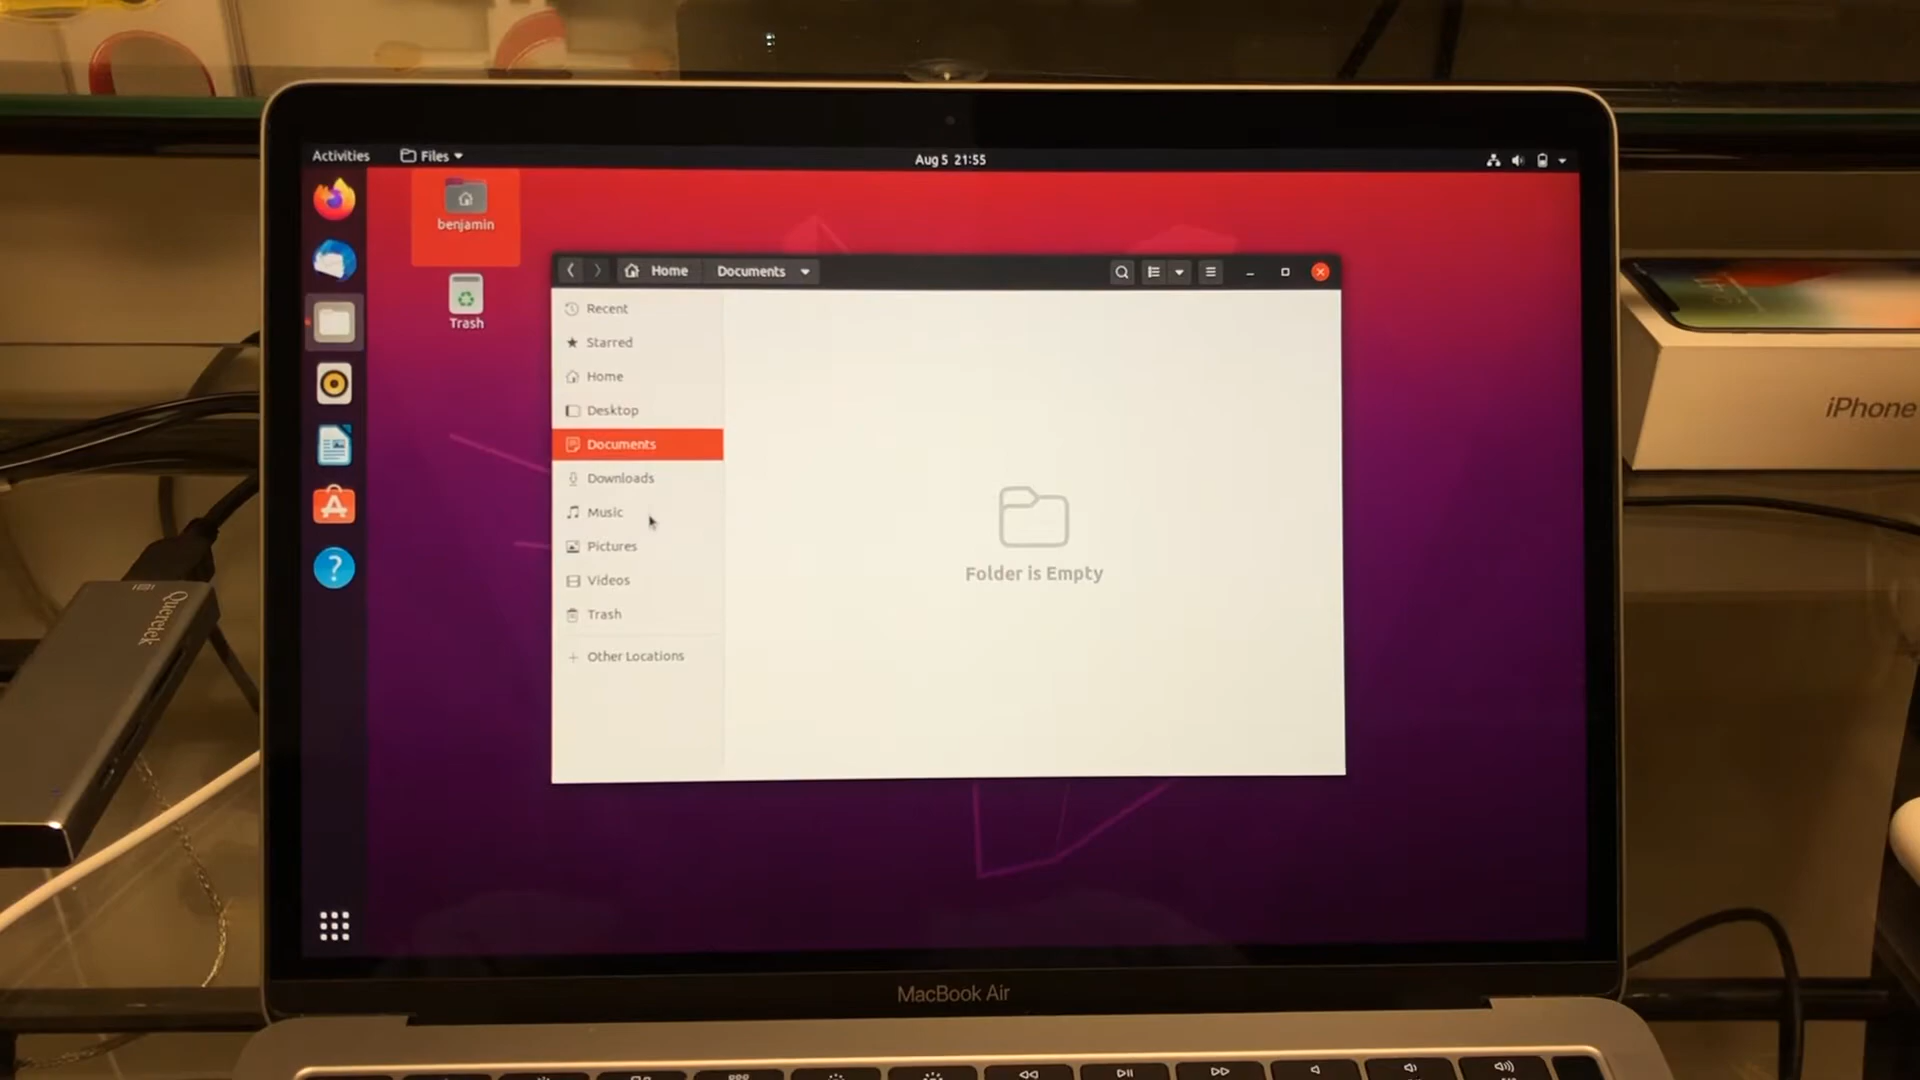 Activities
Files
Aug 5 21:55
benjamin
Trash
Home
Documents
Recent
Starred
Home
Desktop
Documents
Downloads
Music
Pictures
Videos
Trash
Other Locations
Folder is Empty
iPhone
Queretek
MacBook Air